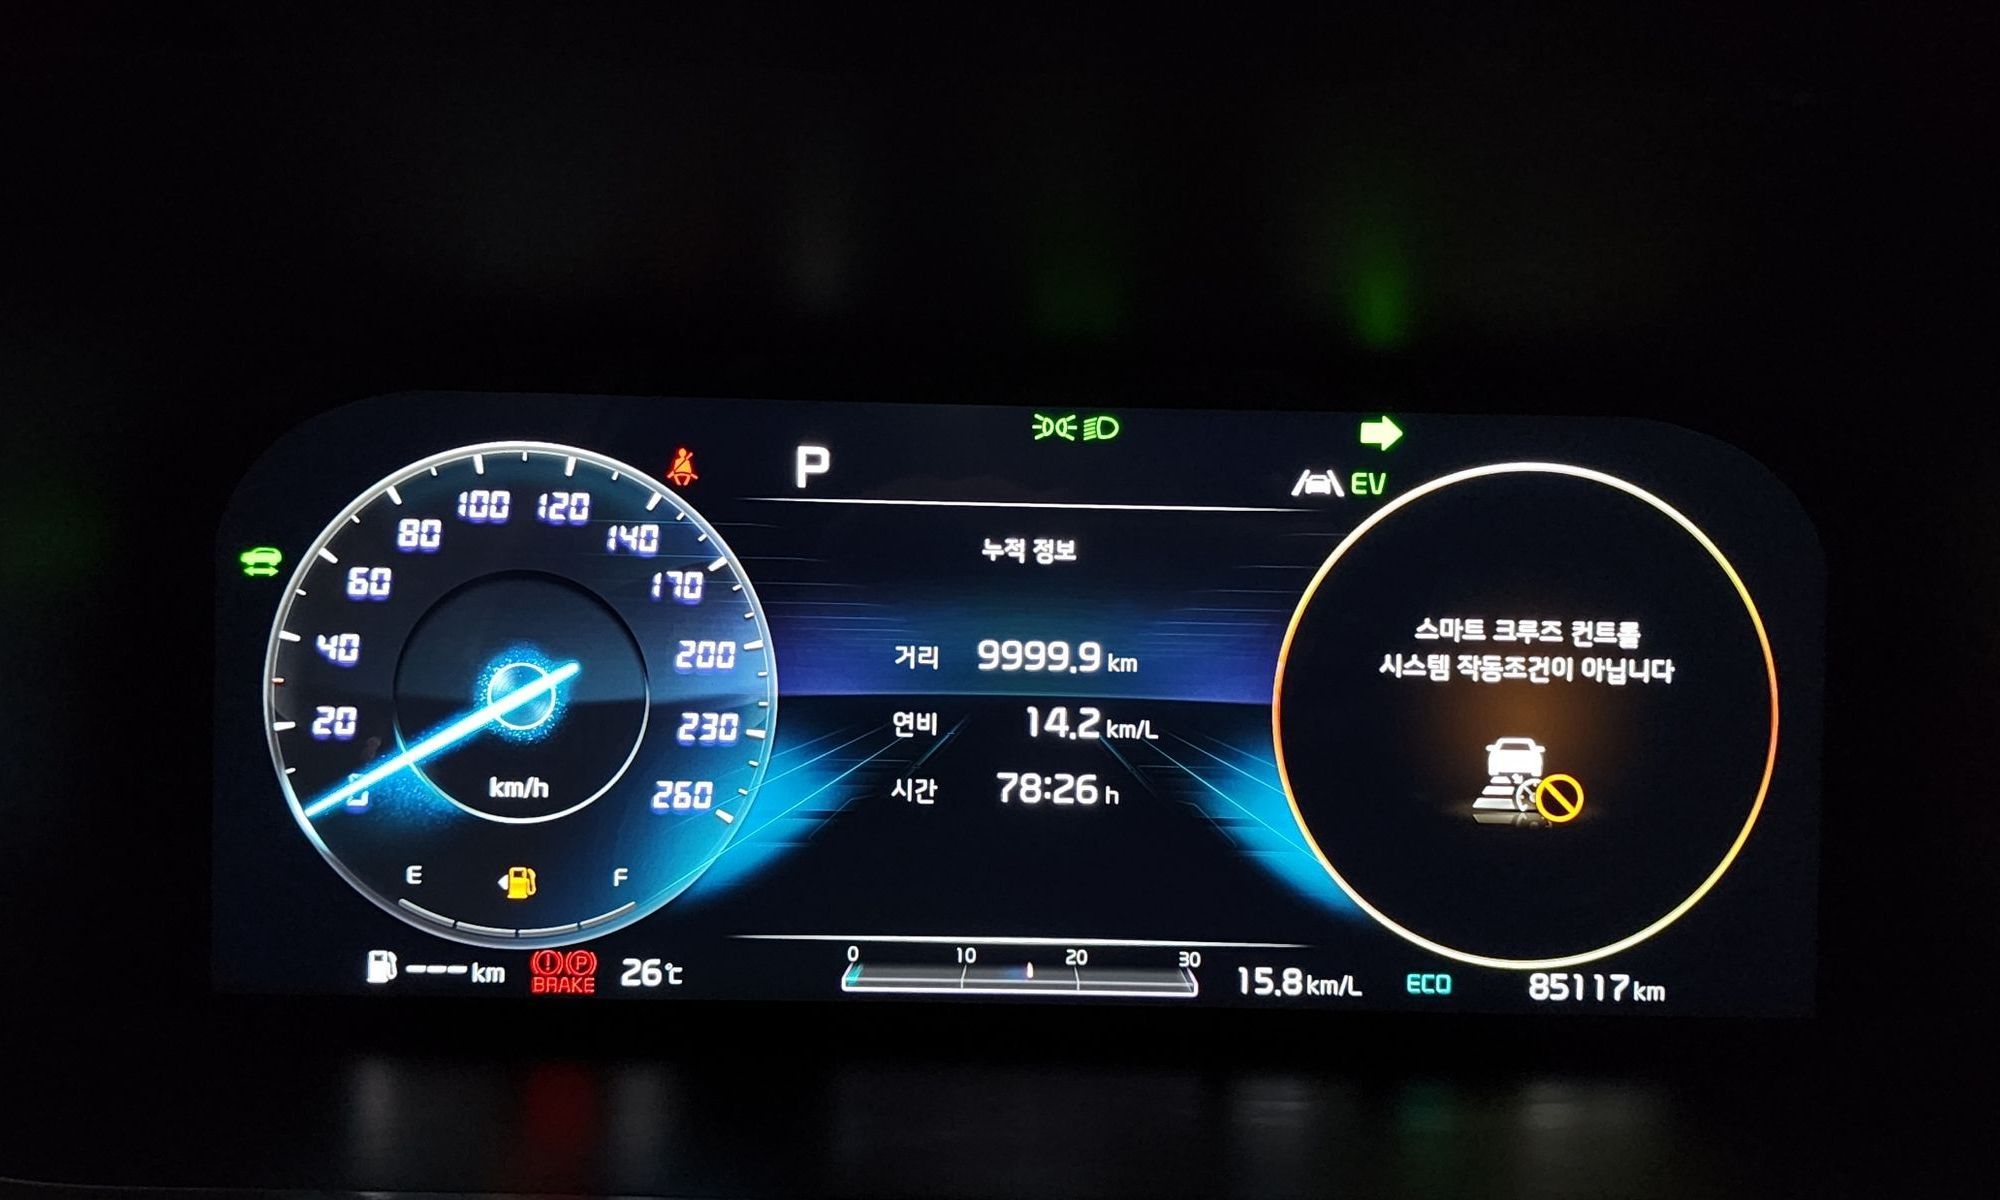 P
EV
100 120
80 140
60 170
40 200
20 230
0 260
km/h
E F
누적 정보
거리 9999.9 km
연비 14.2 km/L
시간 78:26 h
스마트 크루즈 컨트롤
시스템 작동조건이 아닙니다
---km
BRAKE
26℃
0 10 20 30
15.8 km/L
ECO
85117 km